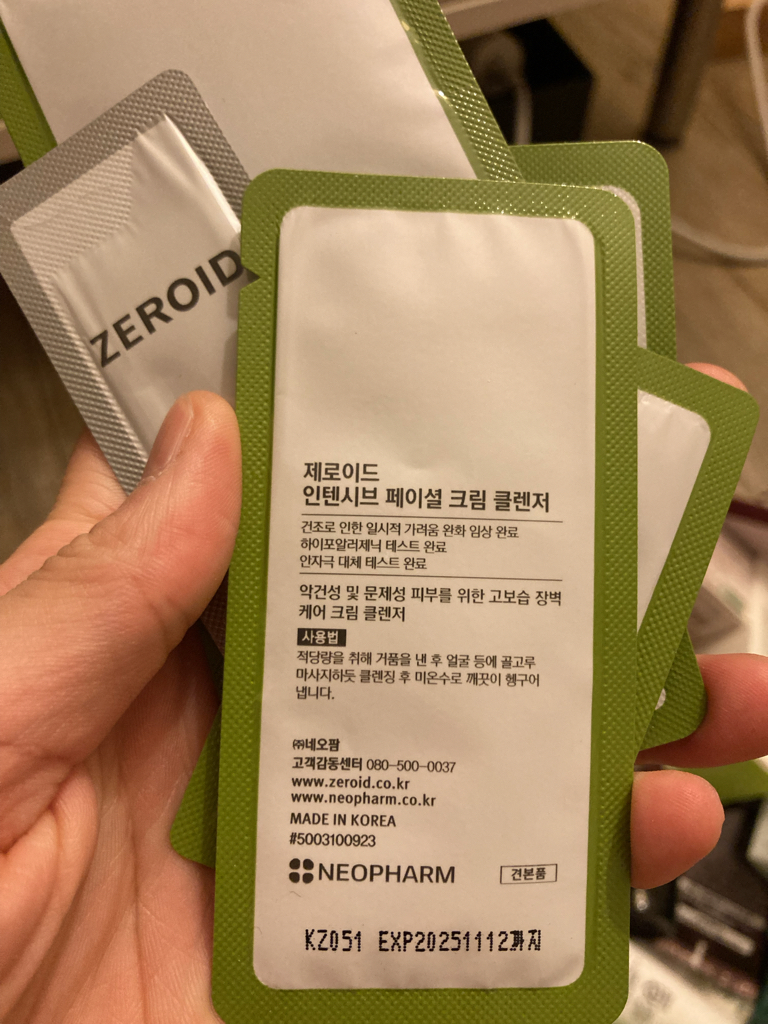 ZEROID
제로이드
인텐시브 페이셜 크림 클렌저
건조로 인한 일시적 가려움 완화 임상 완료
하이포알러제닉 테스트 완료
안자극 대체 테스트 완료
악건성 및 문제성 피부를 위한 고보습 장벽
케어 크림 클렌저
사용법
적당량을 취해 거품을 낸 후 얼굴 등에 골고루
마사지하듯 클렌징 후 미온수로 깨끗이 헹구어
냅니다.
㈜네오팜
고객감동센터 080-500-0037
www.zeroid.co.kr
www.neopharm.co.kr
MADE IN KOREA
#5003100923
NEOPHARM 견본품
KZ051 EXP20251112까지